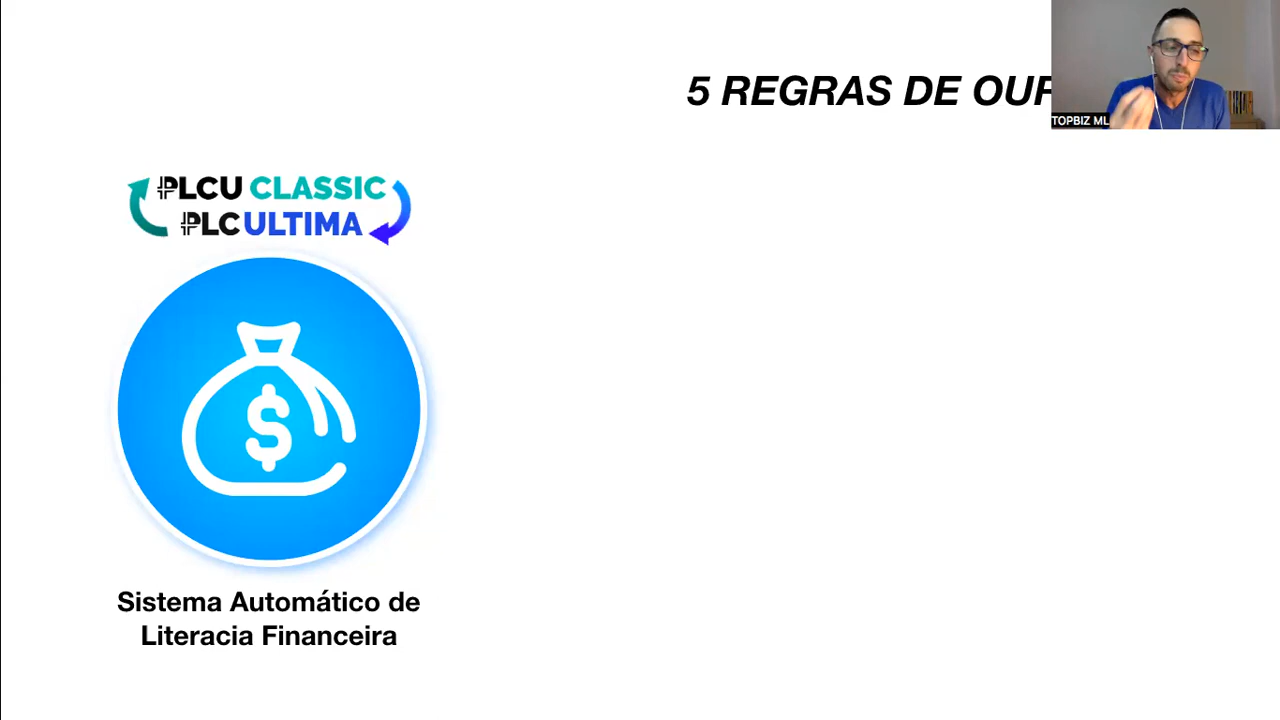 5 REGRAS DE OUR
TOPBIZ ML
PLCU CLASSIC
PLC ULTIMA
$
Sistema Automático de
Literacia Financeira